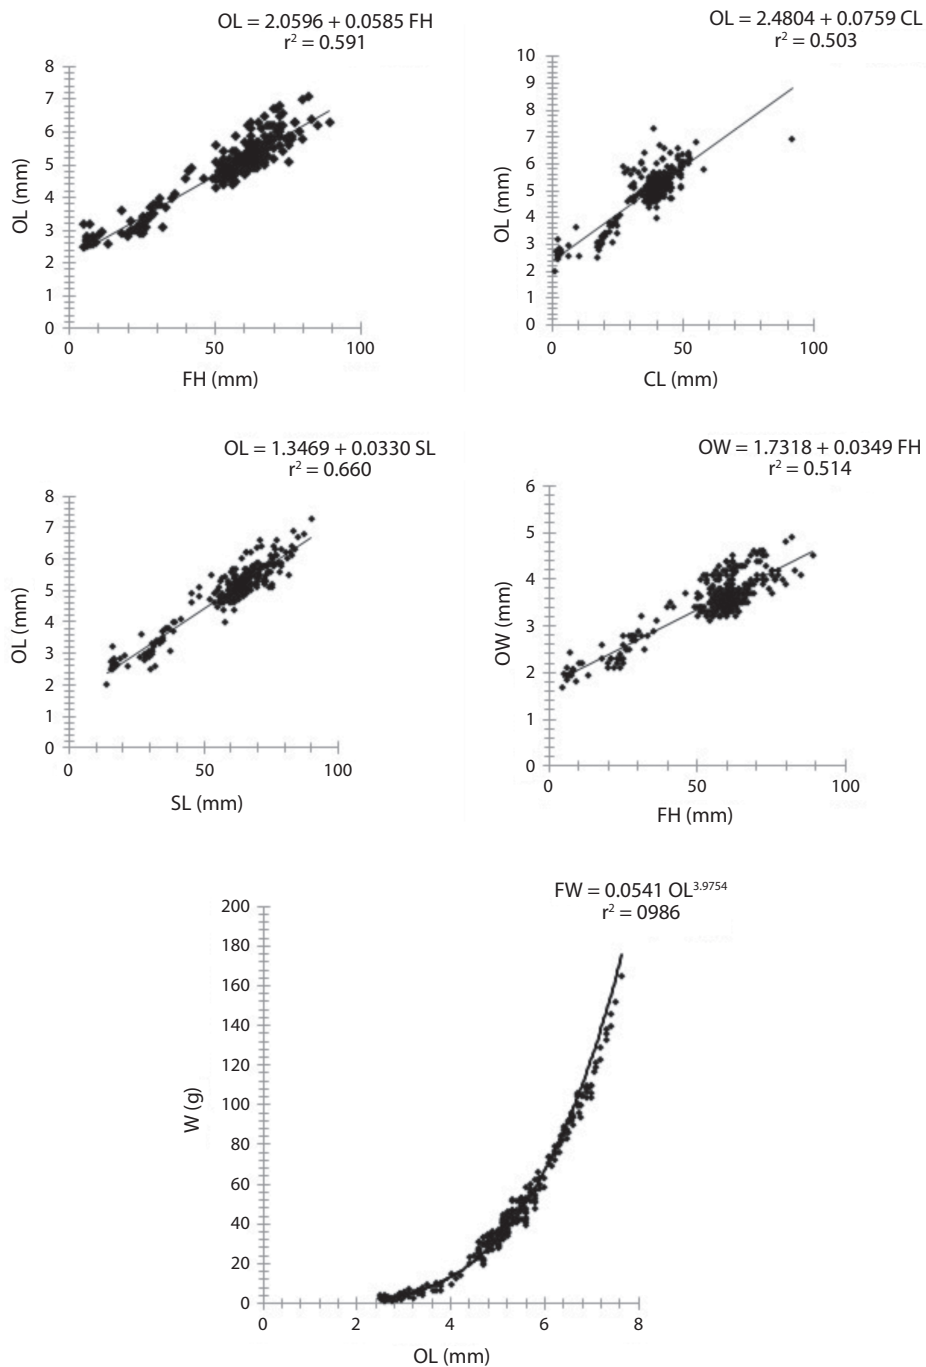 OL = 2.0596 + 0.0585 FH
r² = 0.591
8
7
6
5
4
3
2
1
0
OL (mm)
0 50 100
FH (mm)
OL = 2.4804 + 0.0759 CL
r² = 0.503
10
9
8
7
6
5
4
3
2
1
0
OL (mm)
0 50 100
CL (mm)
OL = 1.3469 + 0.0330 SL
r² = 0.660
8
7
6
5
4
3
2
1
0
OL (mm)
0 50 100
SL (mm)
OW = 1.7318 + 0.0349 FH
r² = 0.514
6
5
4
3
2
1
0
OW (mm)
0 50 100
FH (mm)
FW = 0.0541 OL³·⁹⁷⁵⁴
r² = 0986
200
180
160
140
120
100
80
60
40
20
0
W (g)
0 2 4 6 8
OL (mm)